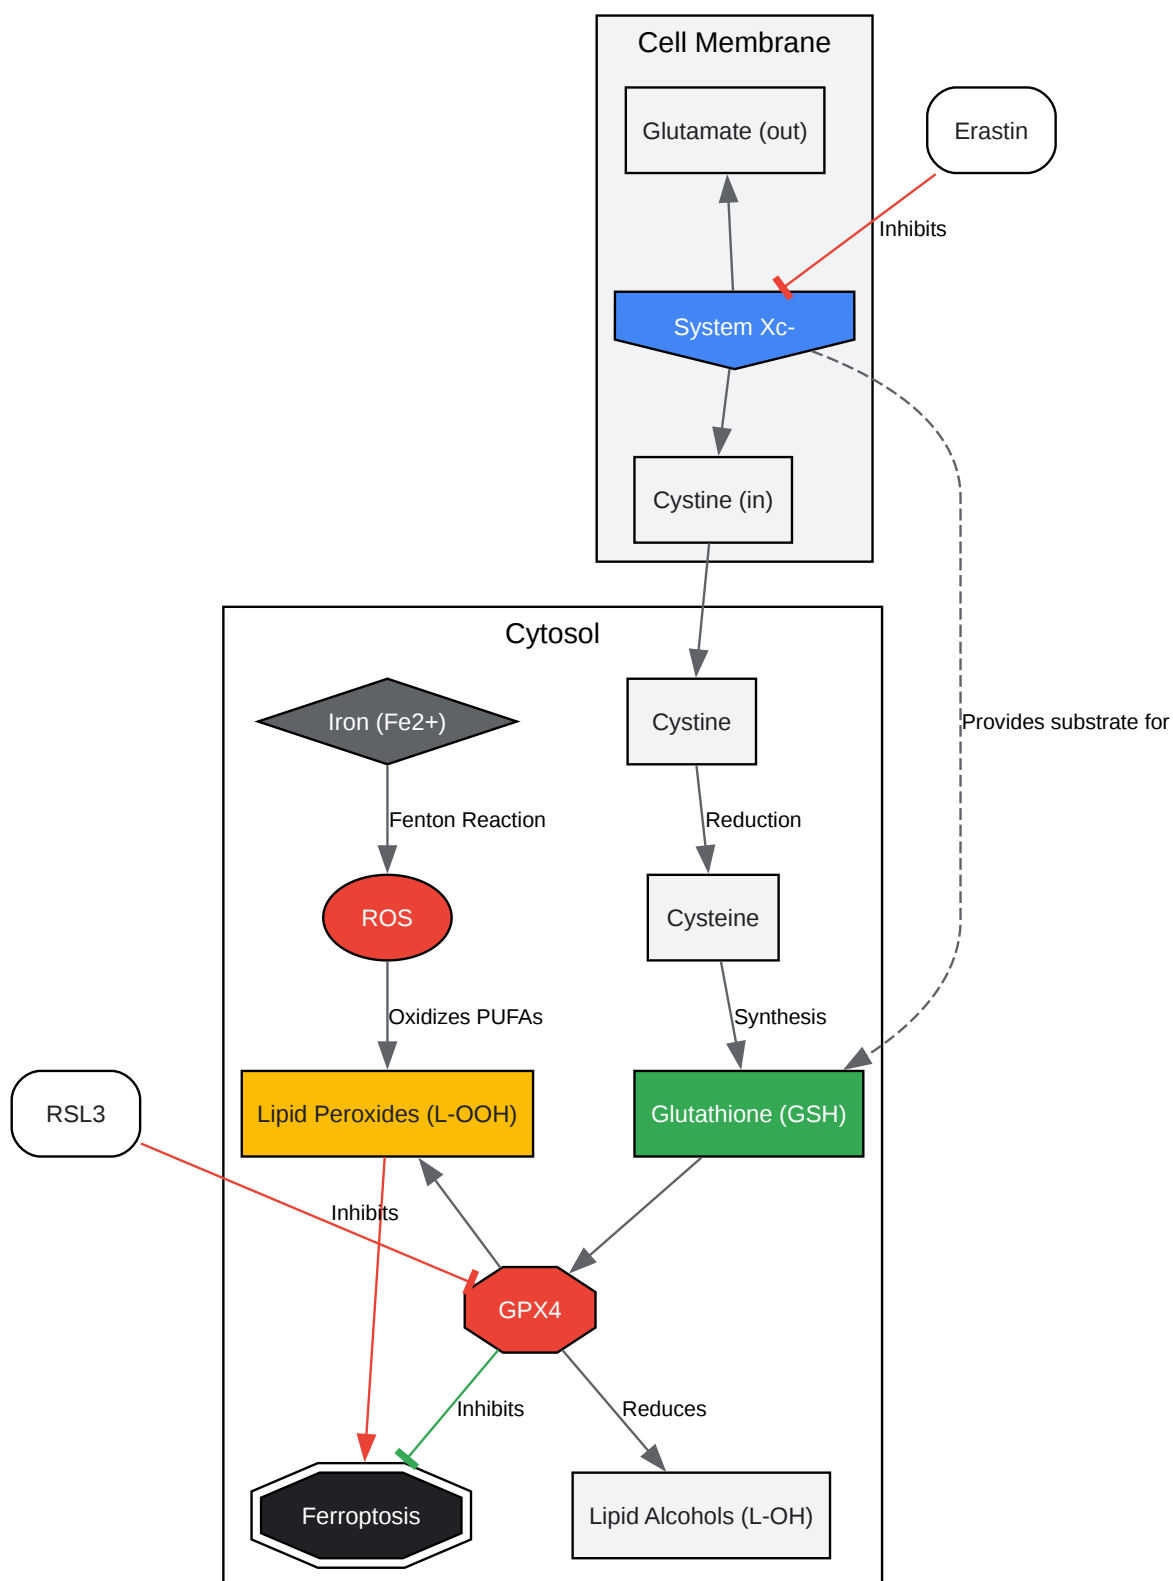 Cell Membrane
Glutamate (out)
Erastin
Inhibits
System Xc-
Cystine (in)
Cytosol
Iron (Fe2+)
Cystine
Provides substrate for
Fenton Reaction
Reduction
ROS
Cysteine
Oxidizes PUFAs
Synthesis
RSL3
Lipid Peroxides (L-OOH)
Glutathione (GSH)
Inhibits
GPX4
Inhibits
Reduces
Ferroptosis
Lipid Alcohols (L-OH)